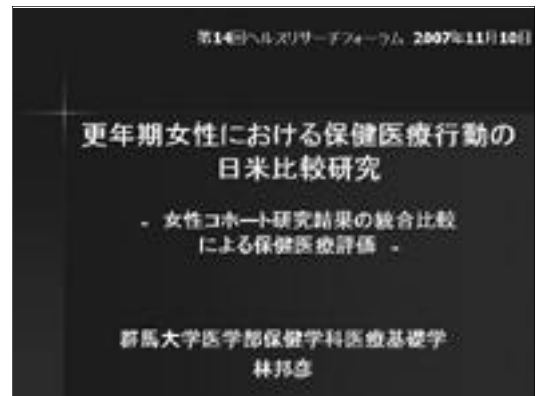 第14回ヘルスリサーチフォーラム 2007年11月10日
更年期女性における保健医療行動の
日米比較研究
- 女性コホート研究結果の統合比較
による保健医療評価 -
群馬大学医学部保健学科医療基礎学
林邦彦